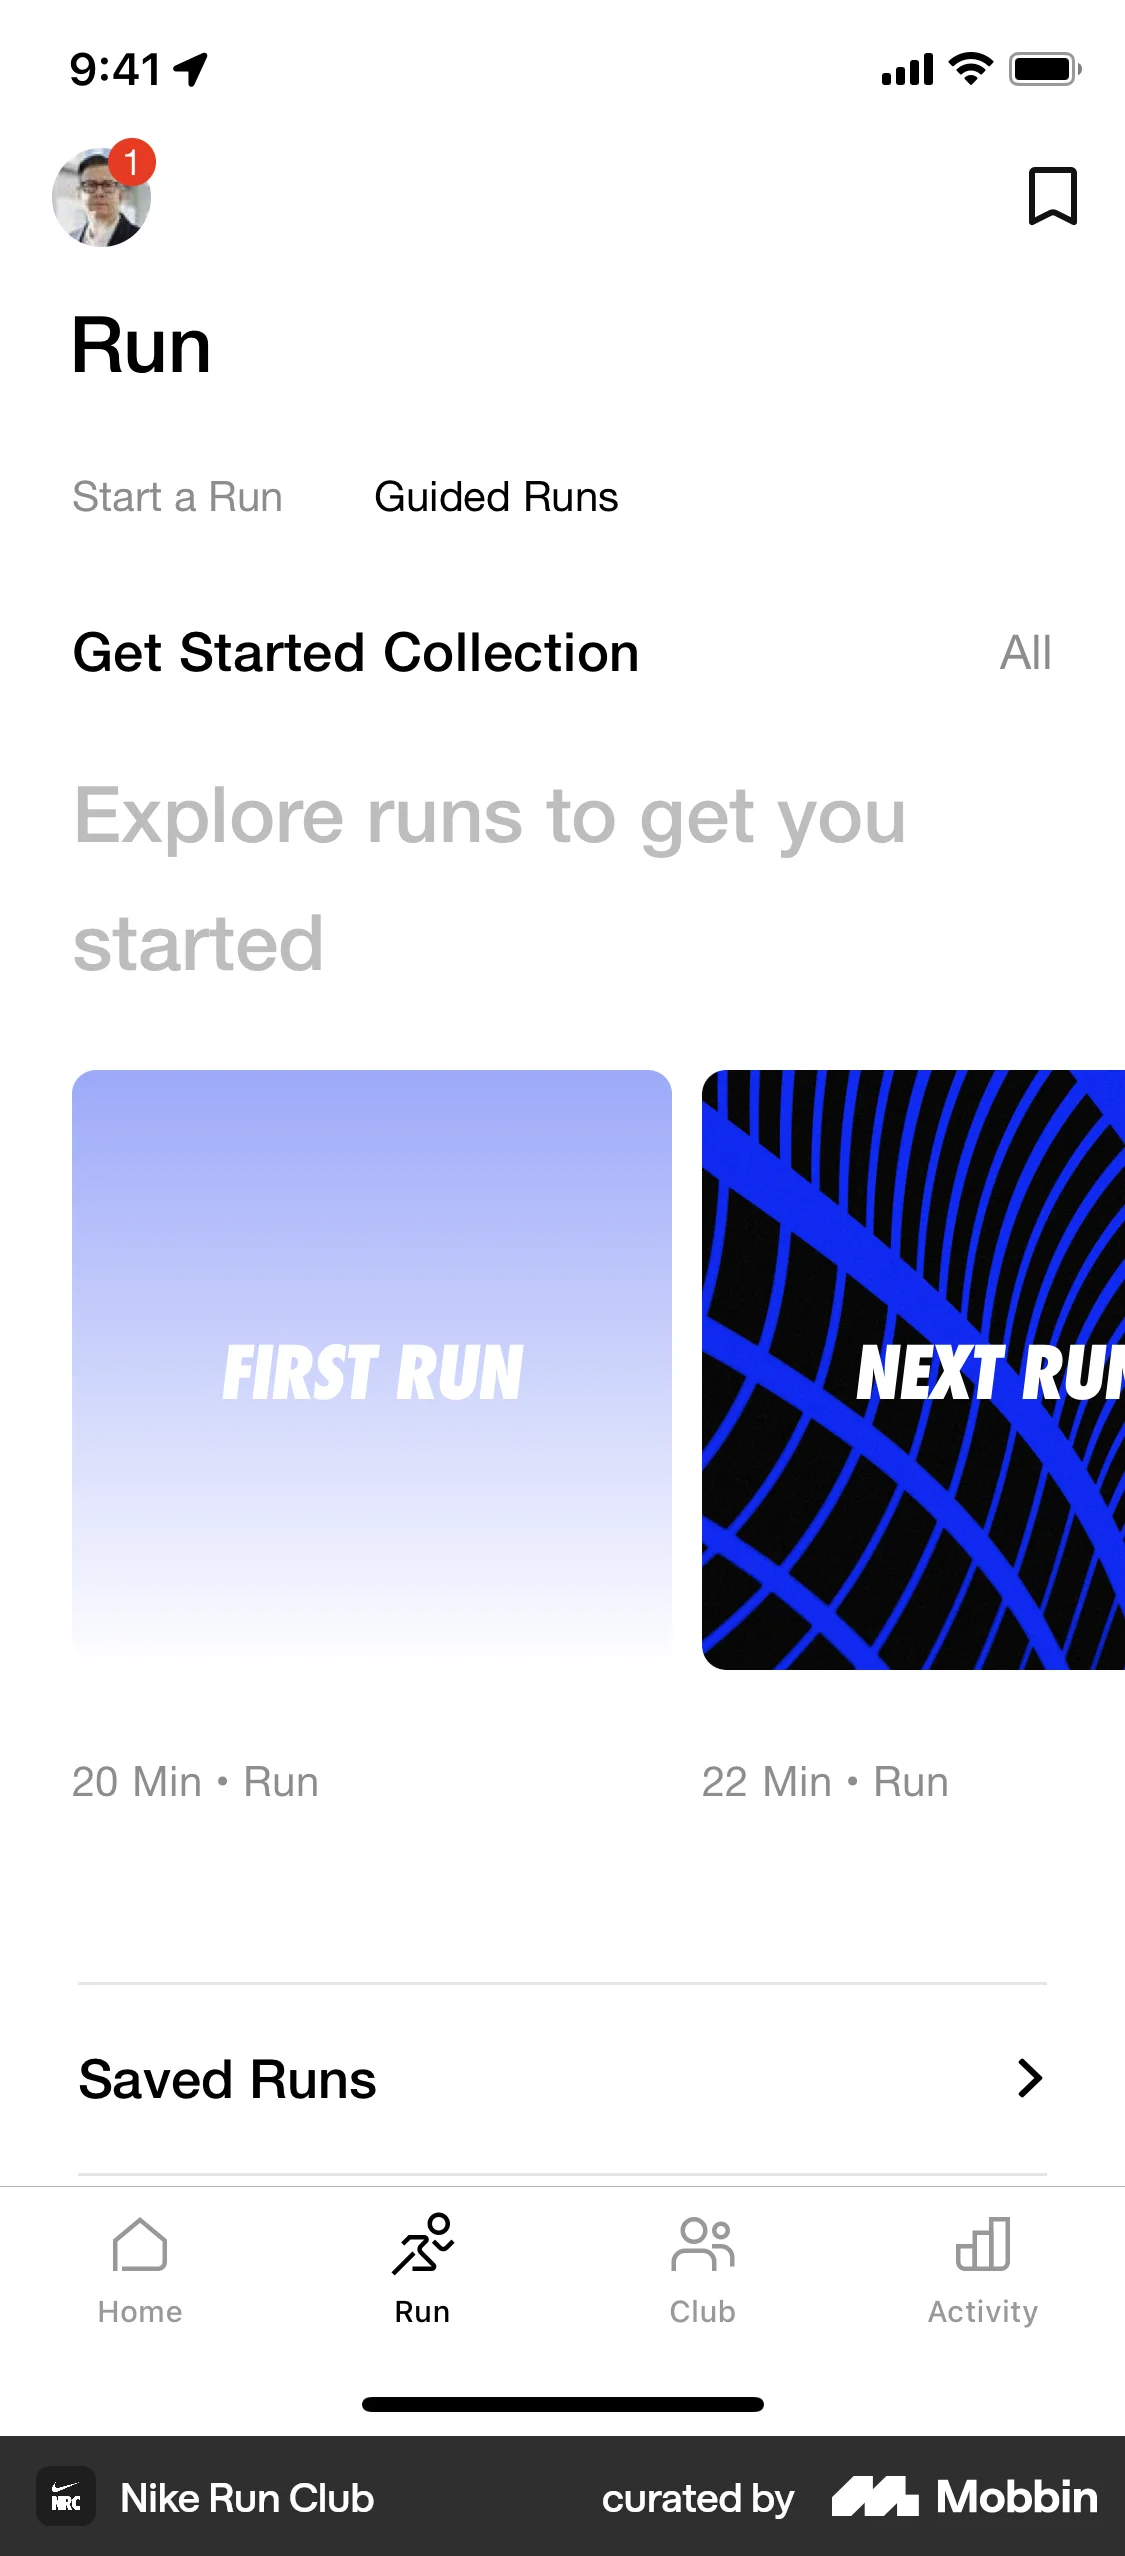 9:41
1
Run
Start a Run Guided Runs
Get Started Collection All
Explore runs to get you
started
FIRST RUN
NEXT RUN
20 Min • Run
22 Min • Run
Saved Runs
Home Run Club Activity
NRC Nike Run Club curated by Mobbin